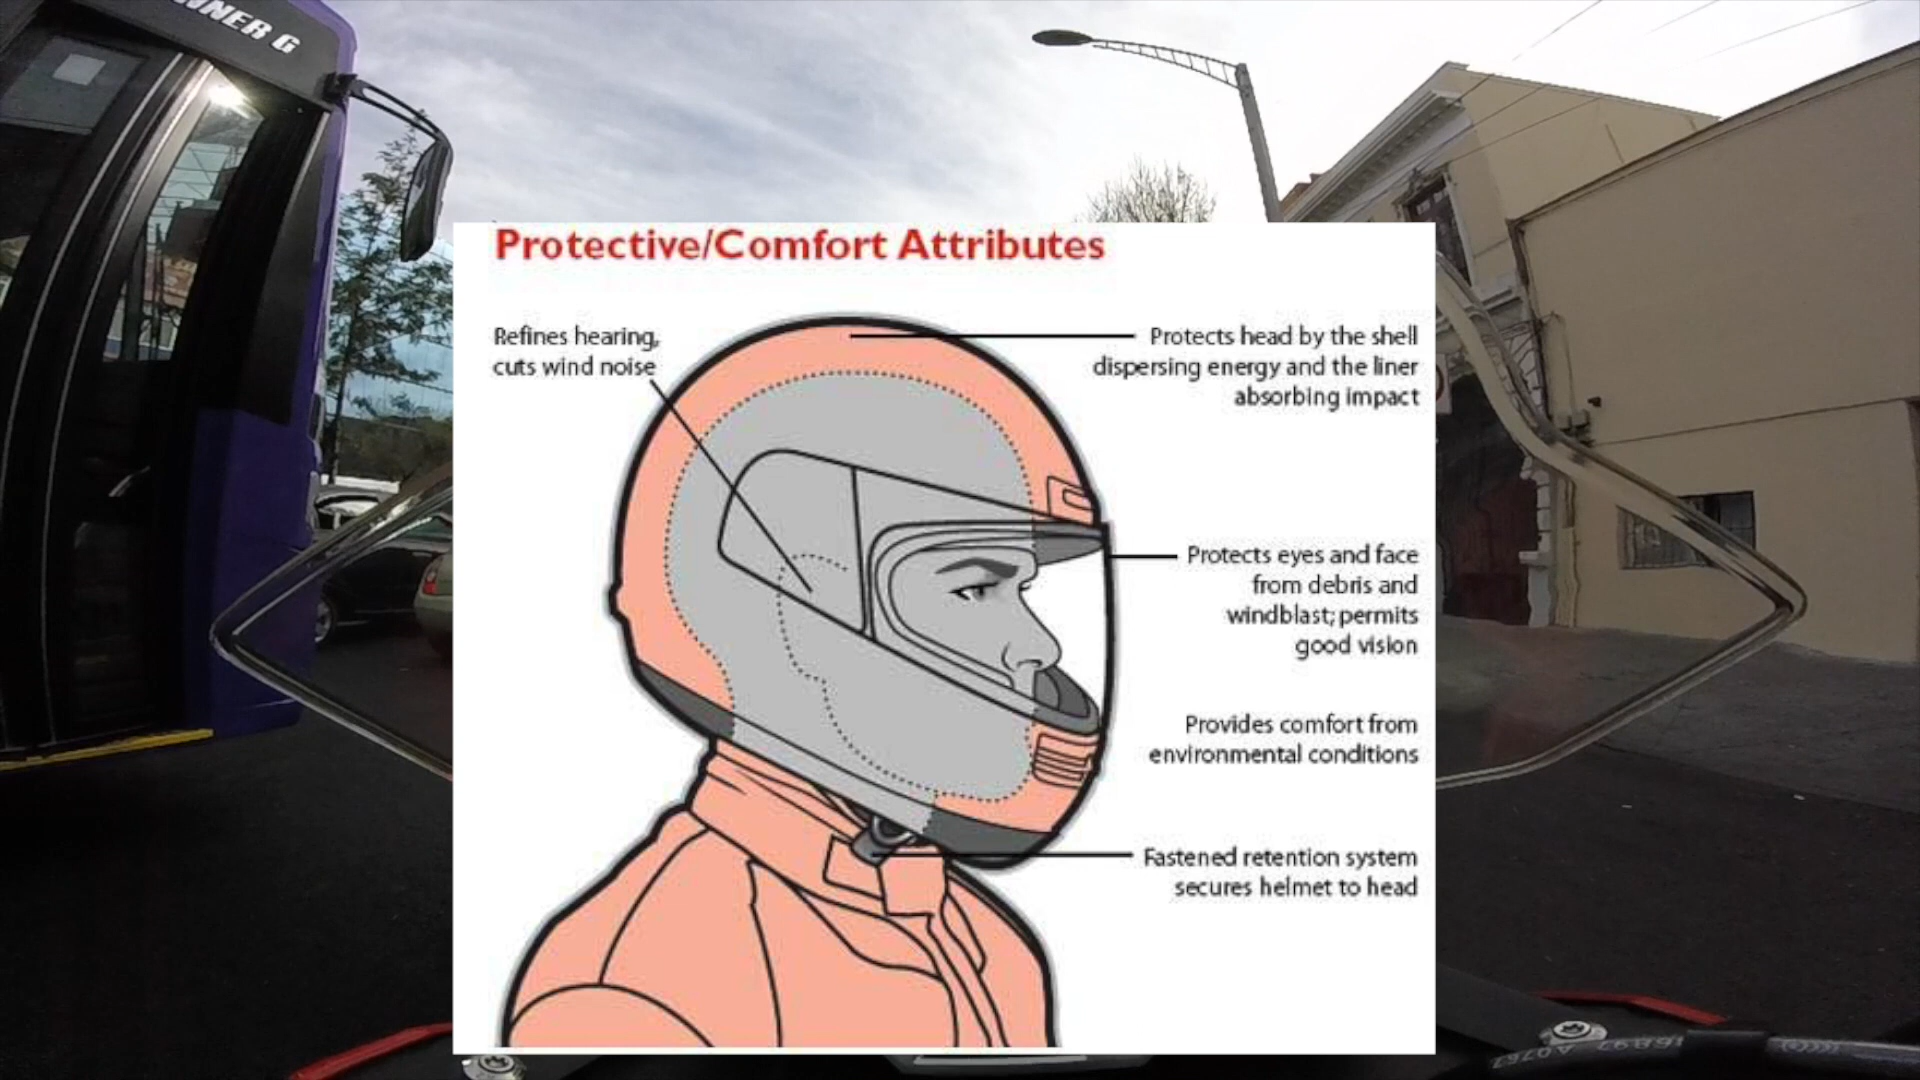 NNER G
Protective/Comfort Attributes
Refines hearing,
cuts wind noise
Protects head by the shell
dispersing energy and the liner
absorbing impact
Protects eyes and face
from debris and
windblast; permits
good vision
Provides comfort from
environmental conditions
Fastened retention system
secures helmet to head